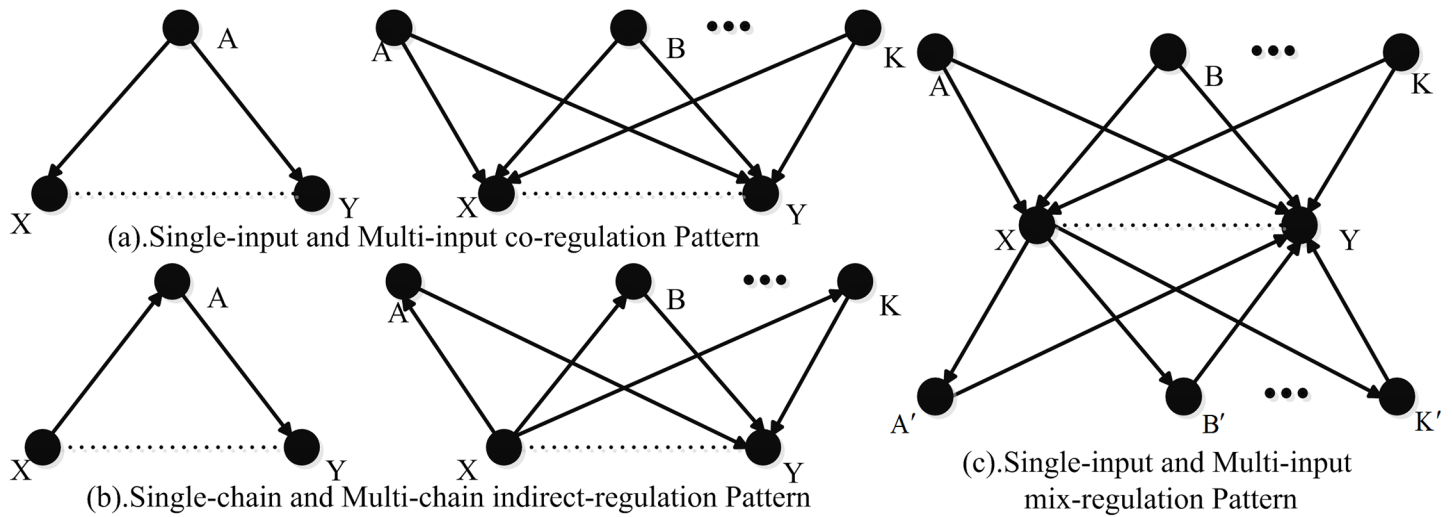 A
A B ••• K
X Y
X Y
(a).Single-input and Multi-input co-regulation Pattern
A
A B ••• K
X Y
X Y
(b).Single-chain and Multi-chain indirect-regulation Pattern
A B ••• K
X Y
A′ B′ ••• K′
(c).Single-input and Multi-input
mix-regulation Pattern